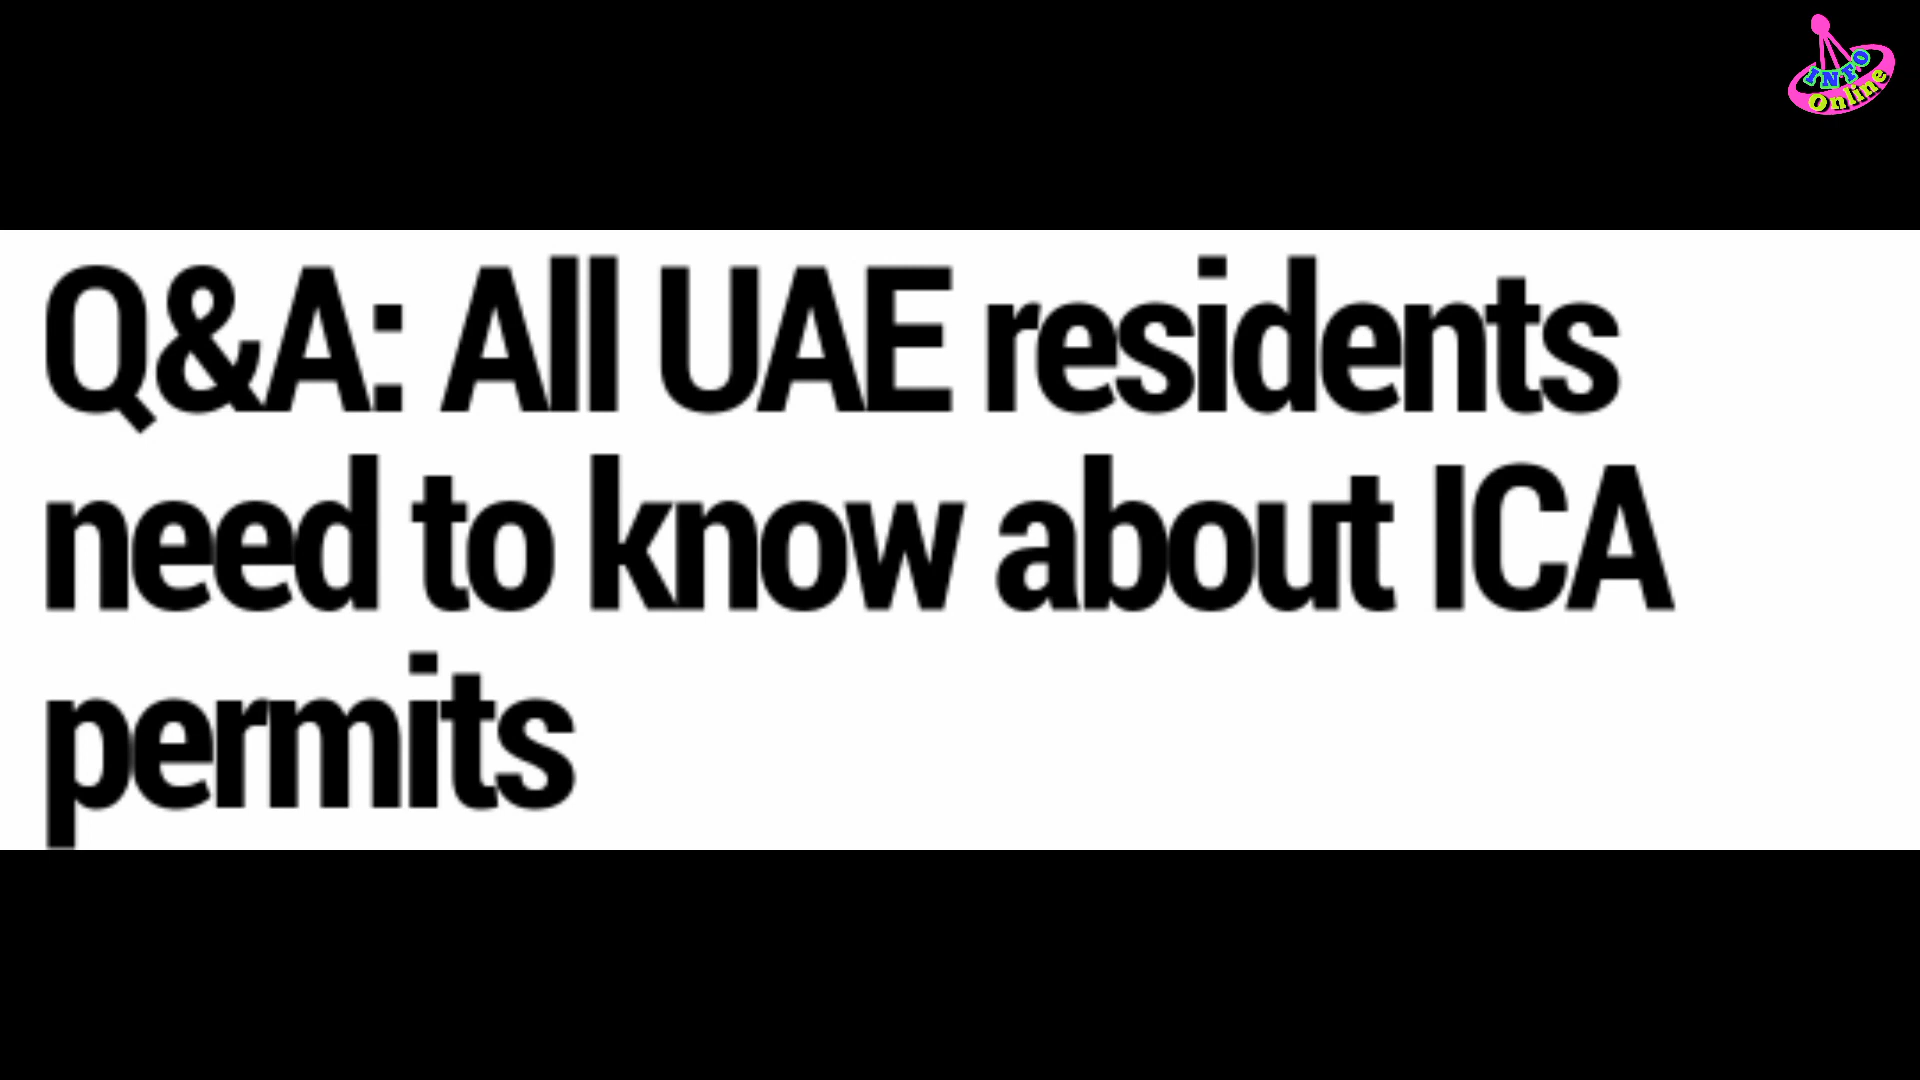 INFO
Online
Q&A: All UAE residents
need to know about ICA
permits